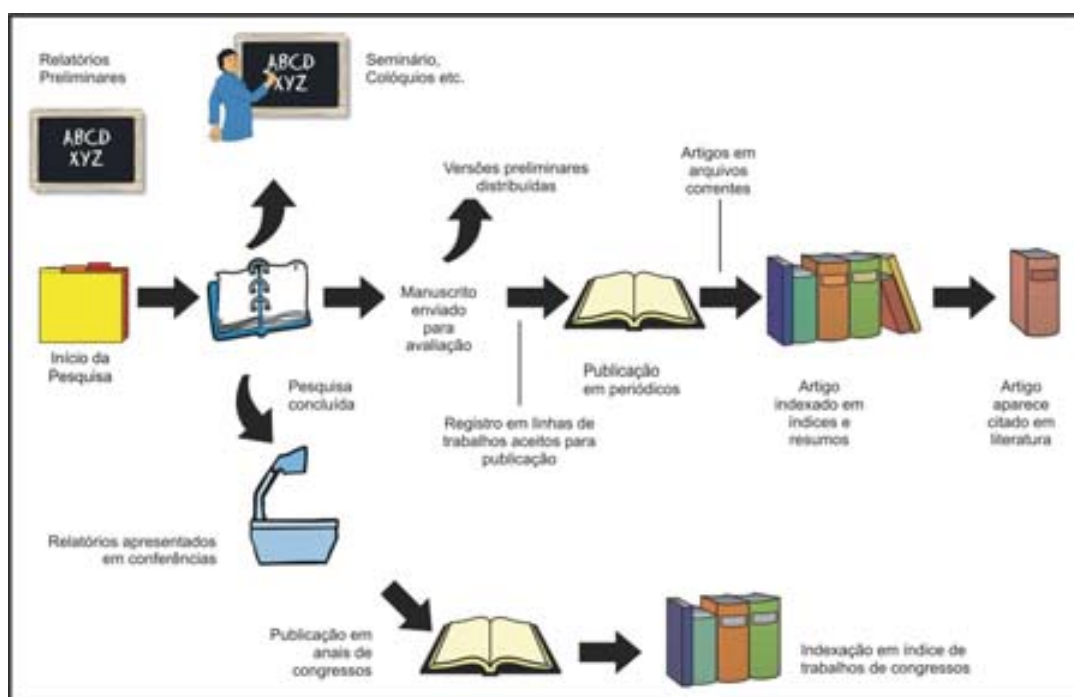 Relatórios
Preliminares
ABCD
XYZ
ABCD
XYZ
Seminário,
Colóquios etc.
Versões preliminares
distribuídas
Artigos em
arquivos
correntes
Início da
Pesquisa
Pesquisa
concluída
Manuscrito
enviado
para
avaliação
Registro em linhas de
trabalhos aceitos para
publicação
Publicação
em periódicos
Artigo
indexado em
índices e
resumos
Artigo
aparece
citado em
literatura
Relatórios apresentados
em conferências
Publicação em
anais de
congressos
Indexação em índice de
trabalhos de congressos